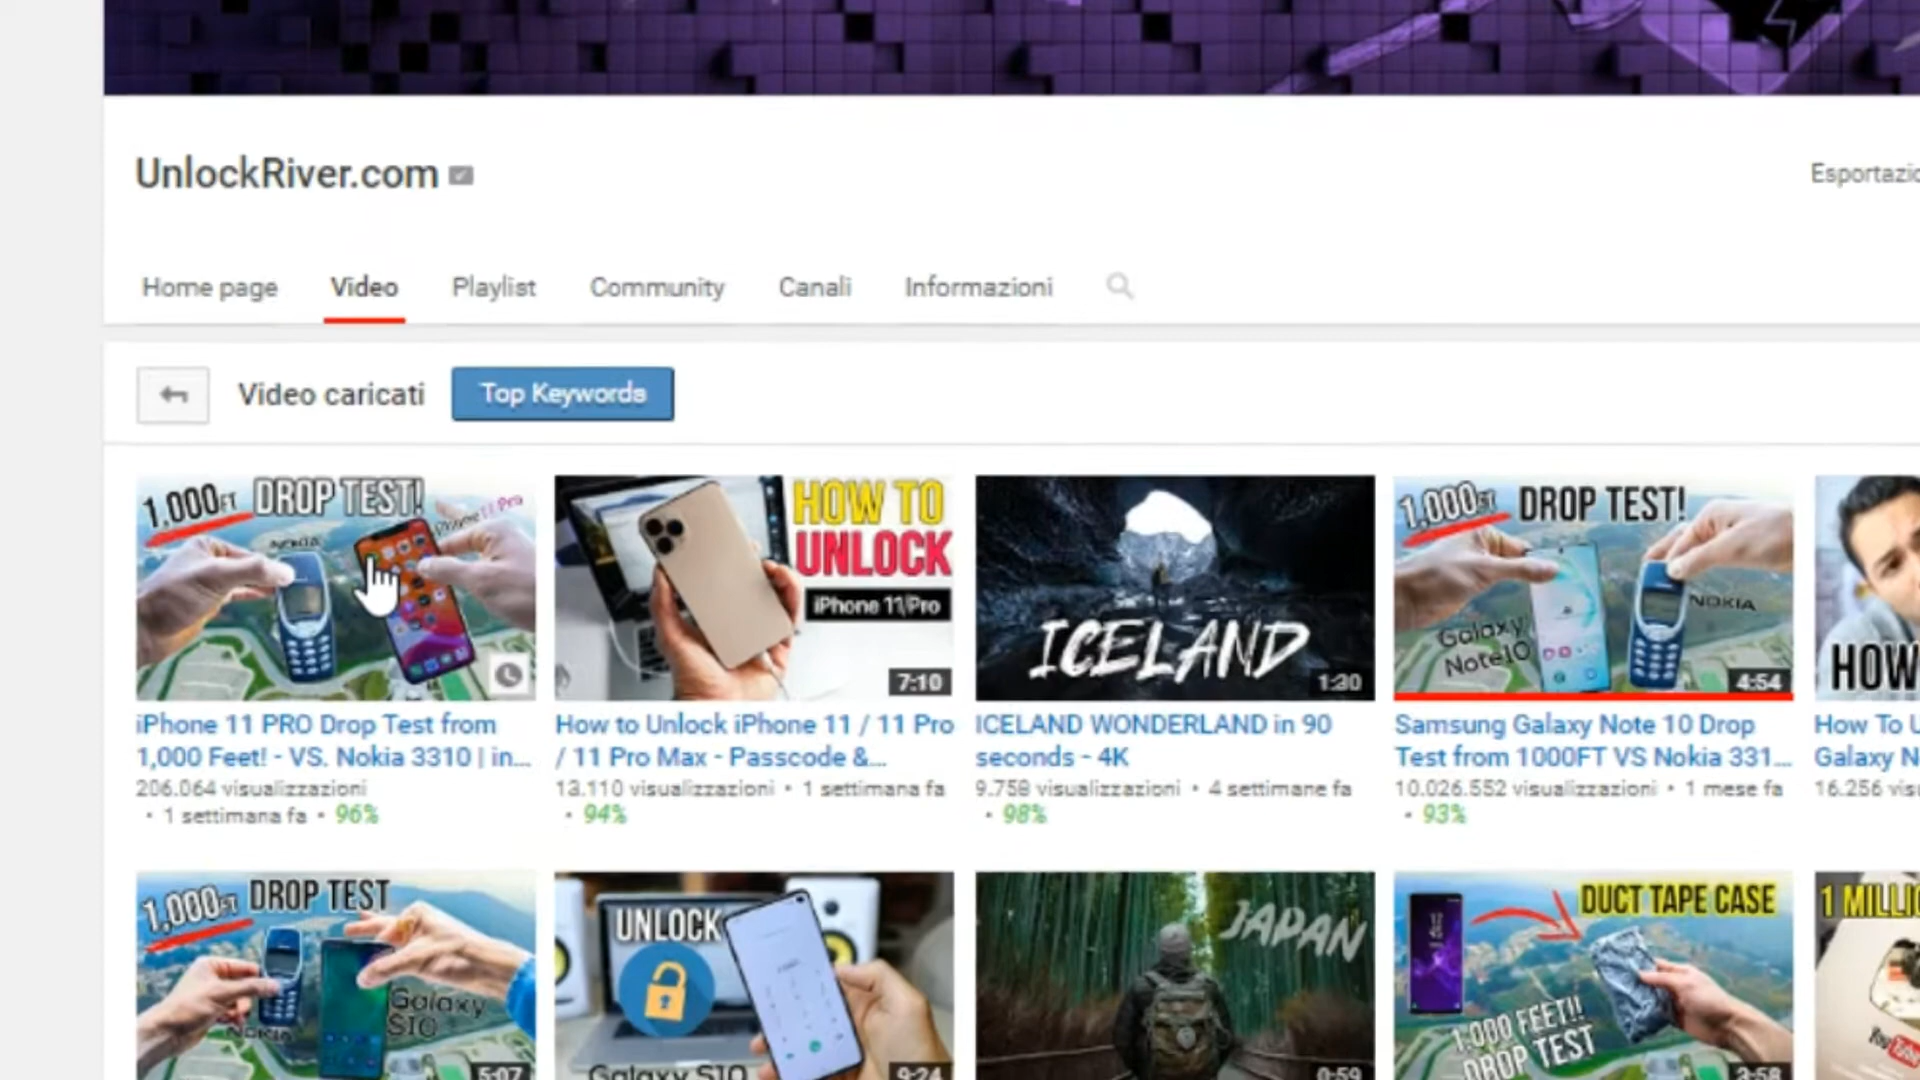 UnlockRiver.com
Home page
Video
Playlist
Community
Canali
Informazioni
Video caricati
Top Keywords
1,000FT DROP TEST!
iPhone 11 Pro
NOKIA
HOW TO
UNLOCK
iPhone 11/Pro
7:10
ICELAND
1:30
1,000FT DROP TEST!
NOKIA
Galaxy
Note10
4:54
HOW
iPhone 11 PRO Drop Test from
1,000 Feet! - VS. Nokia 3310 | in...
206.064 visualizzazioni
• 1 settimana fa • 96%
How to Unlock iPhone 11 / 11 Pro
/ 11 Pro Max - Passcode &...
13.110 visualizzazioni • 1 settimana fa
• 94%
ICELAND WONDERLAND in 90
seconds - 4K
9.758 visualizzazioni • 4 settimane fa
• 98%
Samsung Galaxy Note 10 Drop
Test from 1000FT VS Nokia 331...
10.026.552 visualizzazioni • 1 mese fa
• 93%
How To
Galaxy
16.256
1,000FT DROP TEST
Galaxy
S10
NOKIA
5:07
UNLOCK
Galaxy S10
9:24
JAPAN
0:59
DUCT TAPE CASE
1,000 FEET!!
DROP TEST
3:58
1
You